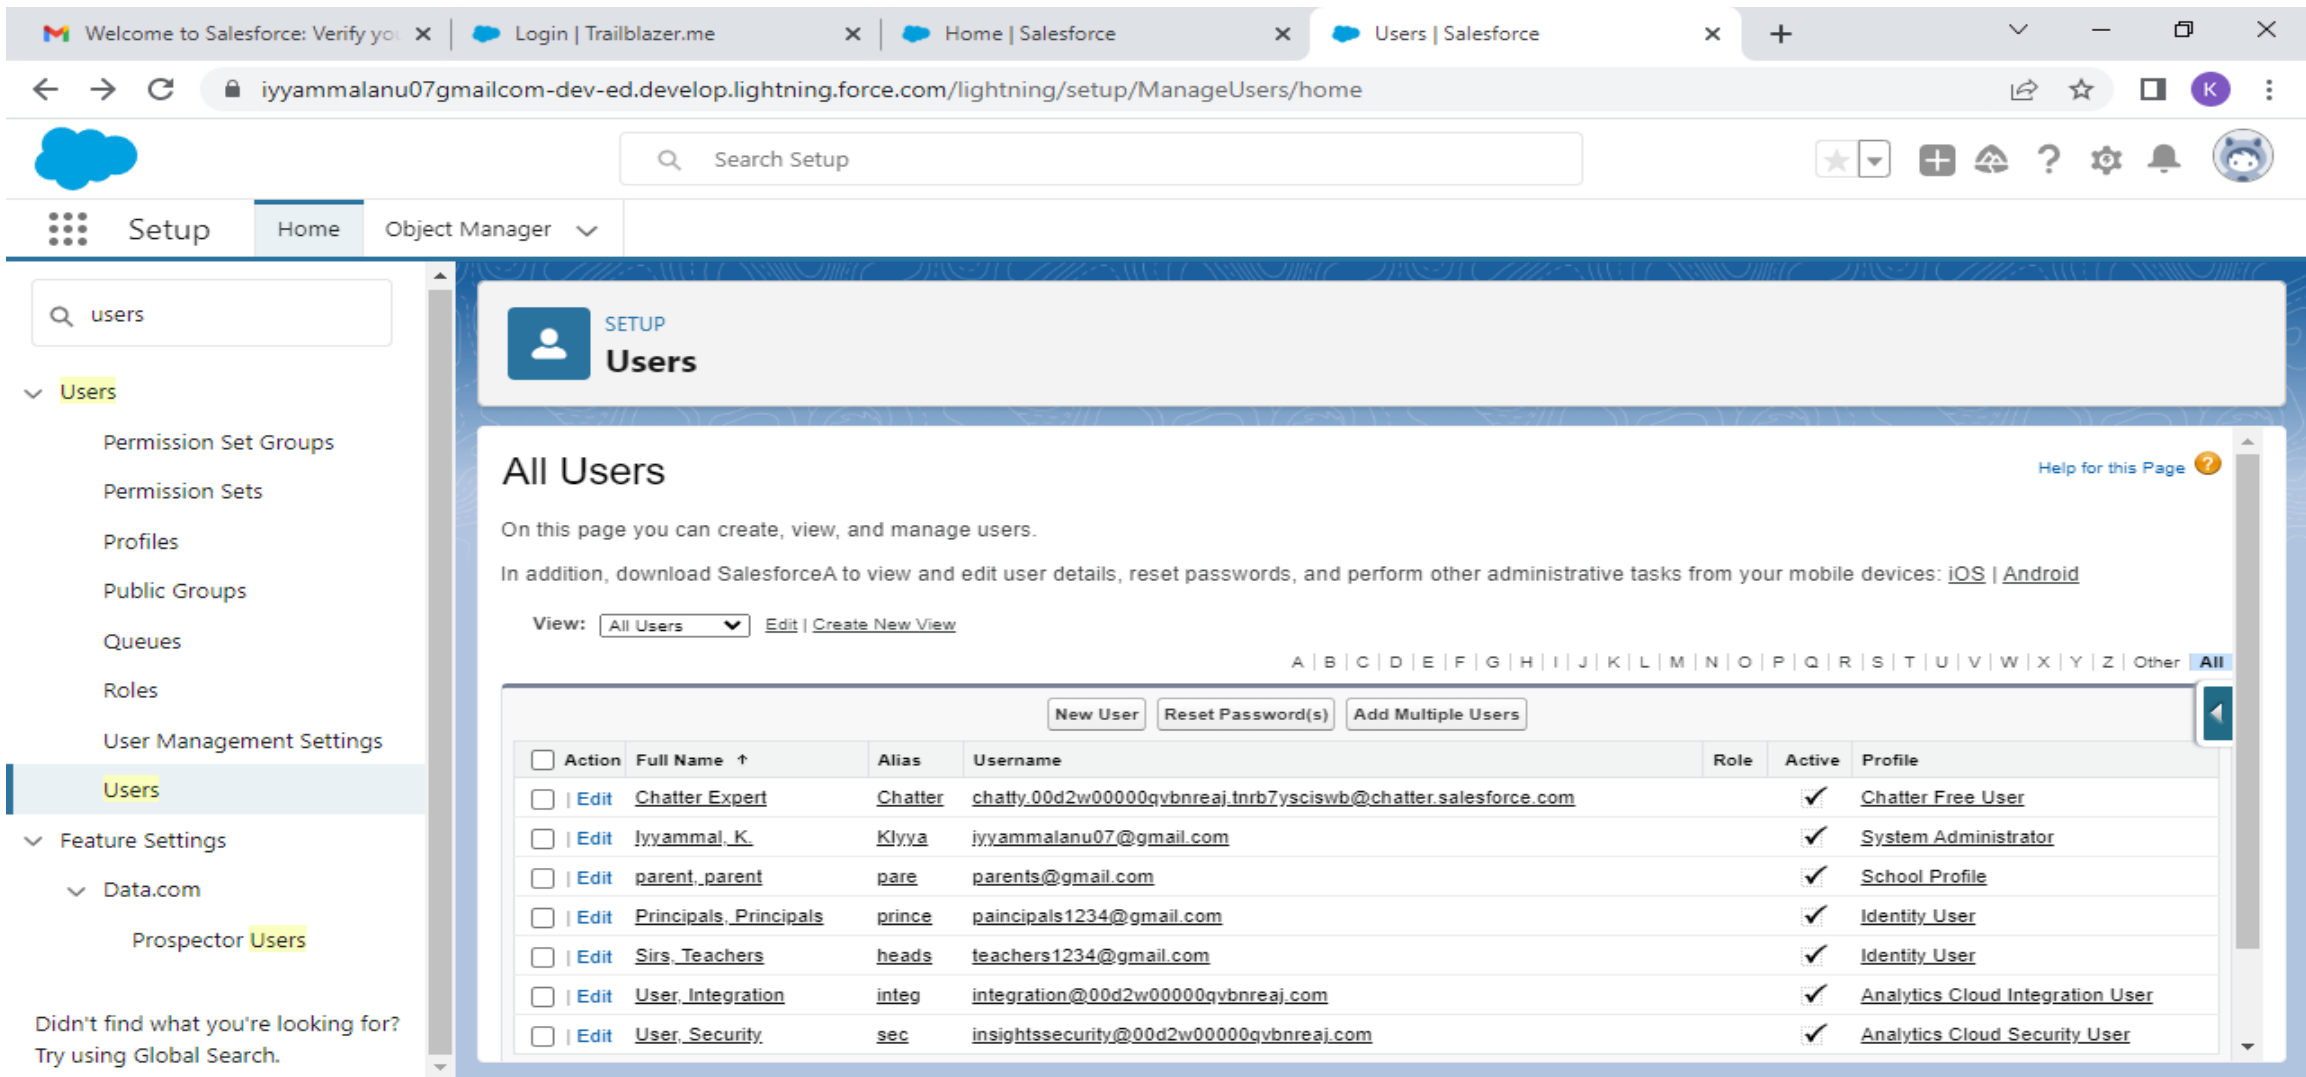 Welcome to Salesforce: Verify you
Login | Trailblazer.me
Home | Salesforce
Users | Salesforce
iyyammalanu07gmailcom-dev-ed.develop.lightning.force.com/lightning/setup/ManageUsers/home
K
Search Setup
Setup
Home
Object Manager
users
Users
Permission Set Groups
Permission Sets
Profiles
Public Groups
Queues
Roles
User Management Settings
Users
Feature Settings
Data.com
Prospector Users
Didn't find what you're looking for?
Try using Global Search.
SETUP
Users
All Users
Help for this Page ?
On this page you can create, view, and manage users.
In addition, download SalesforceA to view and edit user details, reset passwords, and perform other administrative tasks from your mobile devices: iOS | Android
View: All Users Edit | Create New View
A | B | C | D | E | F | G | H | I | J | K | L | M | N | O | P | Q | R | S | T | U | V | W | X | Y | Z | Other | All
New User Reset Password(s) Add Multiple Users
Action Full Name ↑ Alias Username Role Active Profile
| Edit Chatter Expert Chatter chatty.00d2w00000qvbnreaj.tnrb7ysciswb@chatter.salesforce.com ✓ Chatter Free User
| Edit Iyyammal, K. KIyya iyyammalanu07@gmail.com ✓ System Administrator
| Edit parent, parent pare parents@gmail.com ✓ School Profile
| Edit Principals, Principals prince paincipals1234@gmail.com ✓ Identity User
| Edit Sirs, Teachers heads teachers1234@gmail.com ✓ Identity User
| Edit User, Integration integ integration@00d2w00000qvbnreaj.com ✓ Analytics Cloud Integration User
| Edit User, Security sec insightssecurity@00d2w00000qvbnreaj.com ✓ Analytics Cloud Security User